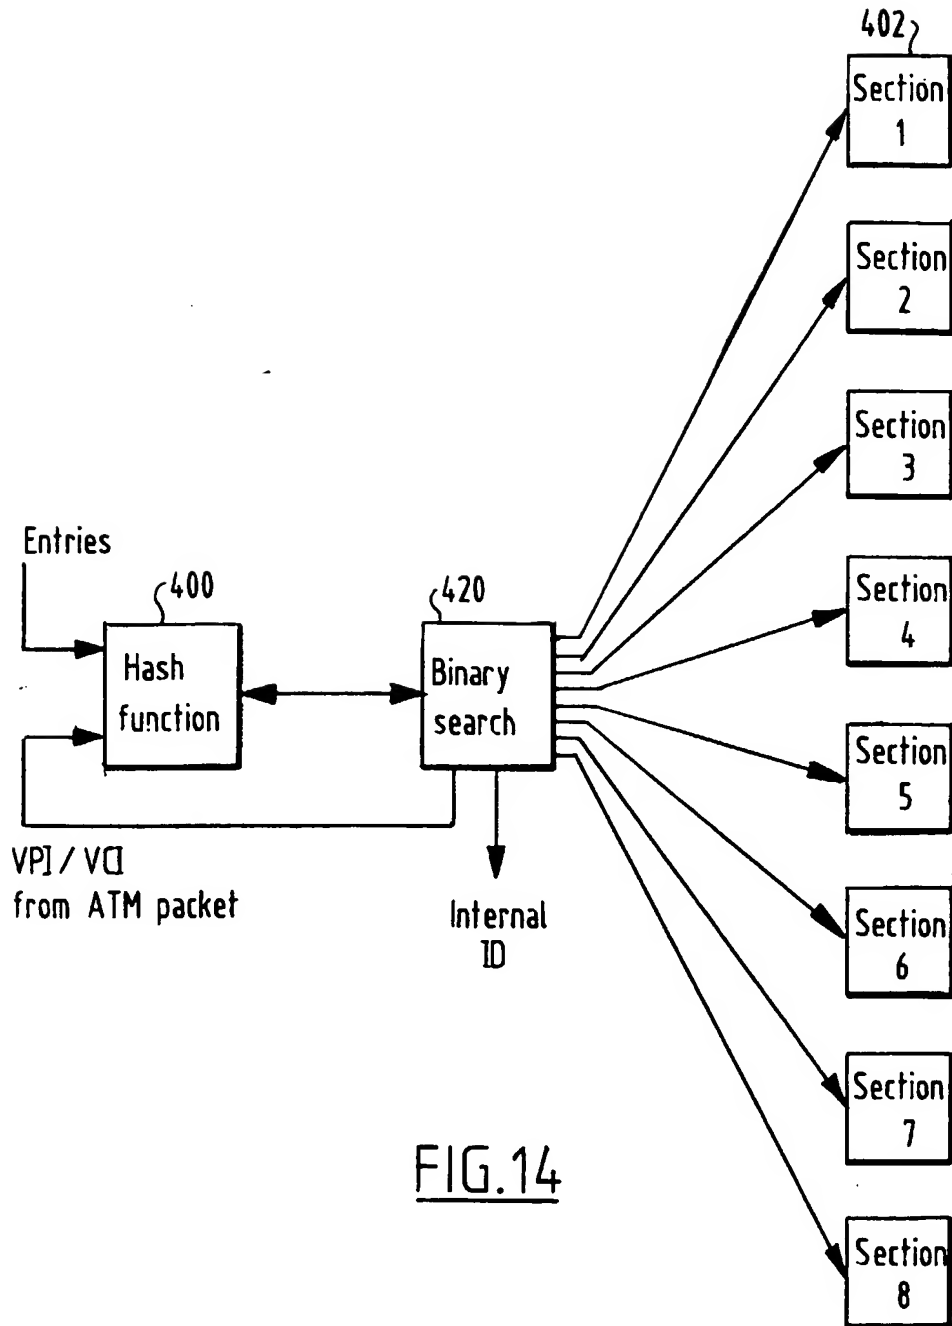 402
Section
1
Section
2
Section
3
Entries
400
420
Section
4
Hash
function
Binary
search
Section
5
VPI / VCI
from ATM packet
Internal
ID
Section
6
Section
7
FIG.14
Section
8